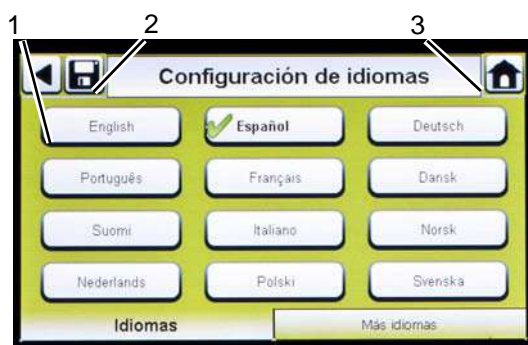 1 2 3
Configuración de idiomas
English Español Deutsch
Português Français Dansk
Suomi Italiano Norsk
Nederlands Polski Svenska
Idiomas Más idiomas